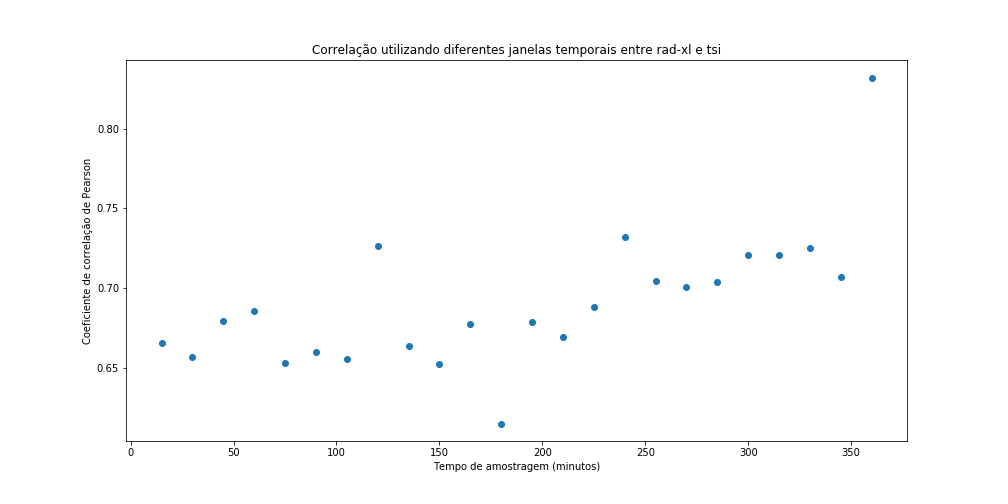 Correlação utilizando diferentes janelas temporais entre rad-xl e tsi
Coeficiente de correlação de Pearson
0.80
0.75
0.70
0.65
0 50 100 150 200 250 300 350
Tempo de amostragem (minutos)